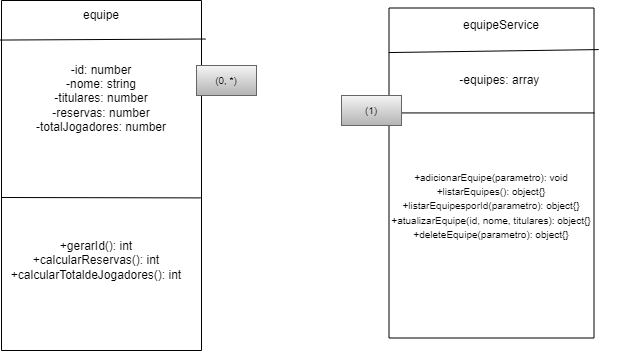 equipe
-id: number
-nome: string
-titulares: number
-reservas: number
-totalJogadores: number
+gerarId(): int
+calcularReservas(): int
+calcularTotaldeJogadores(): int
(0, *)
(1)
equipeService
-equipes: array
+adicionarEquipe(parametro): void
+listarEquipes(): object{}
+listarEquipesporId(parametro): object{}
+atualizarEquipe(id, nome, titulares): object{}
+deleteEquipe(parametro): object{}